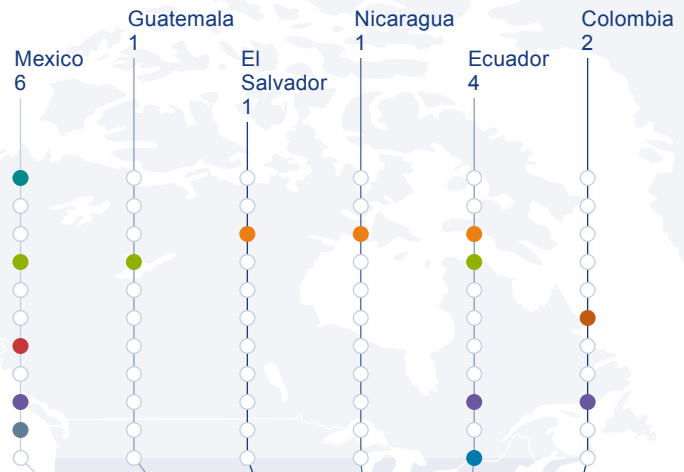 Mexico
6
Guatemala
1
El
Salvador
1
Nicaragua
1
Ecuador
4
Colombia
2